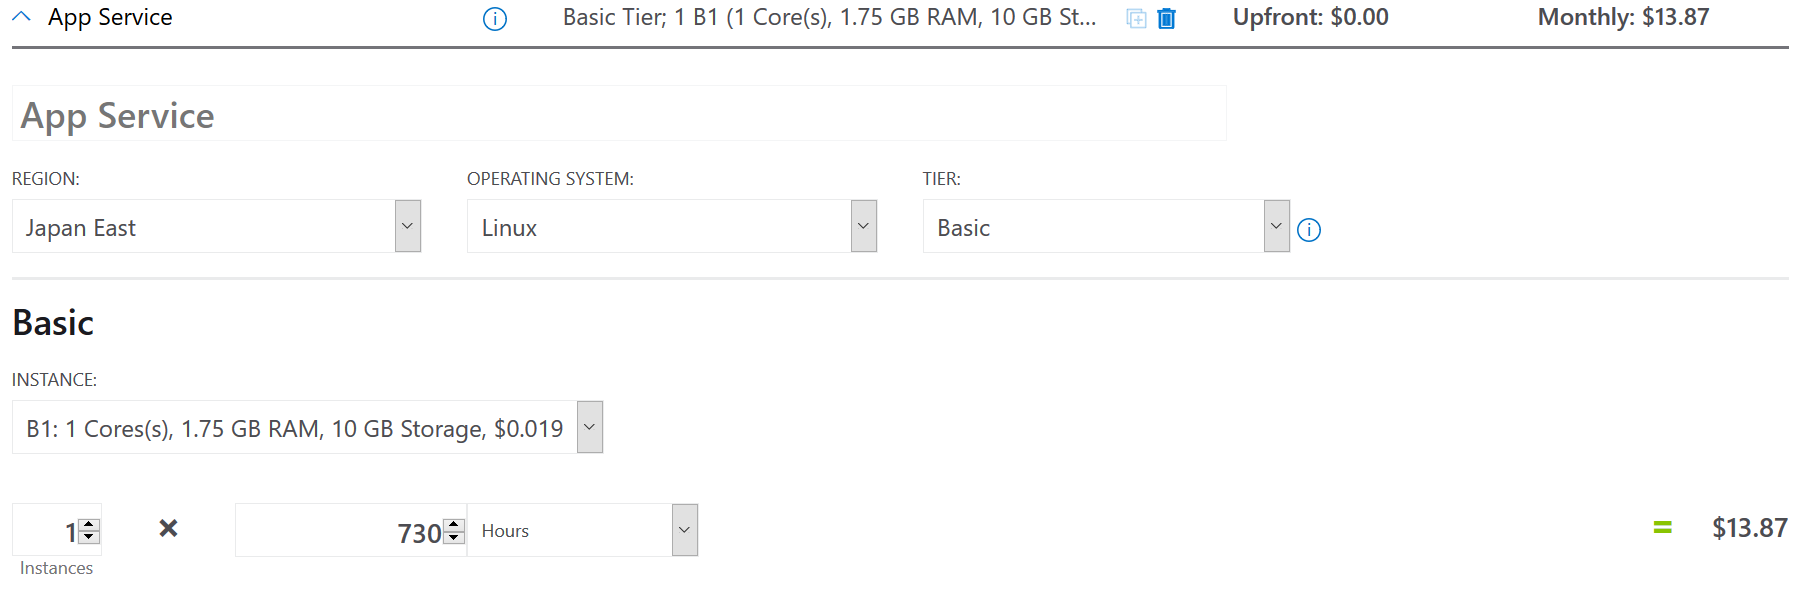 App Service
Basic Tier; 1 B1 (1 Core(s), 1.75 GB RAM, 10 GB St...
Upfront: $0.00
Monthly: $13.87
App Service
REGION:
OPERATING SYSTEM:
TIER:
Japan East
Linux
Basic
Basic
INSTANCE:
B1: 1 Cores(s), 1.75 GB RAM, 10 GB Storage, $0.019
1
730
Hours
= $13.87
Instances